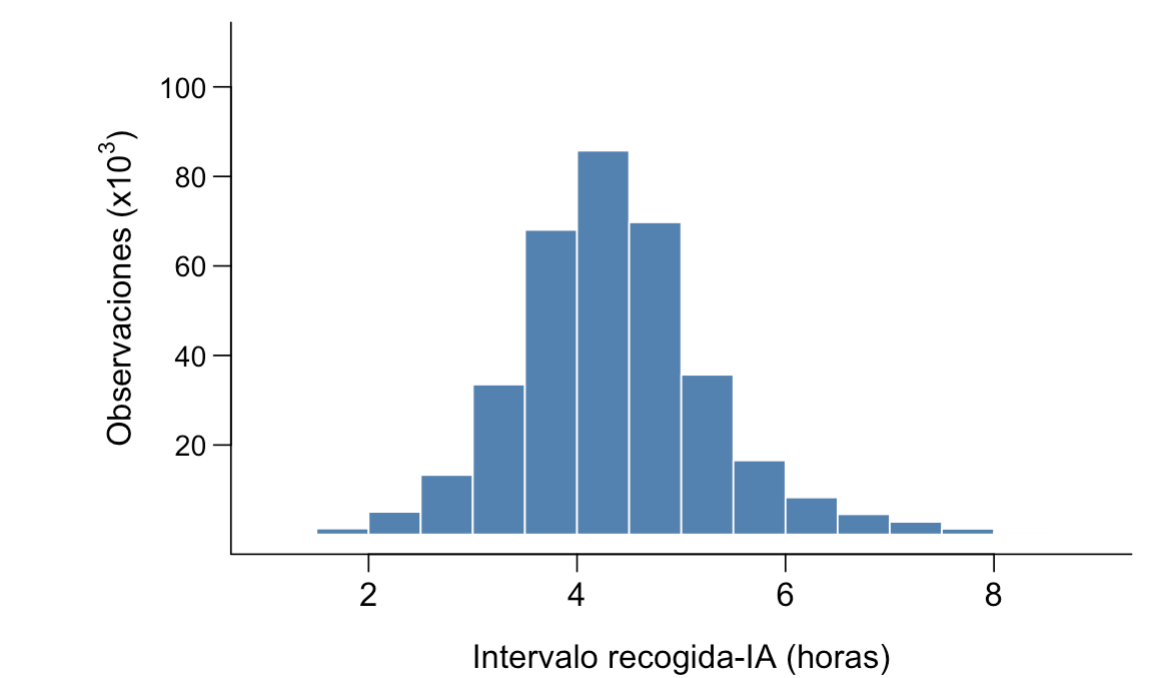 Observaciones (x10³)
100
80
60
40
20
2 4 6 8
Intervalo recogida-IA (horas)